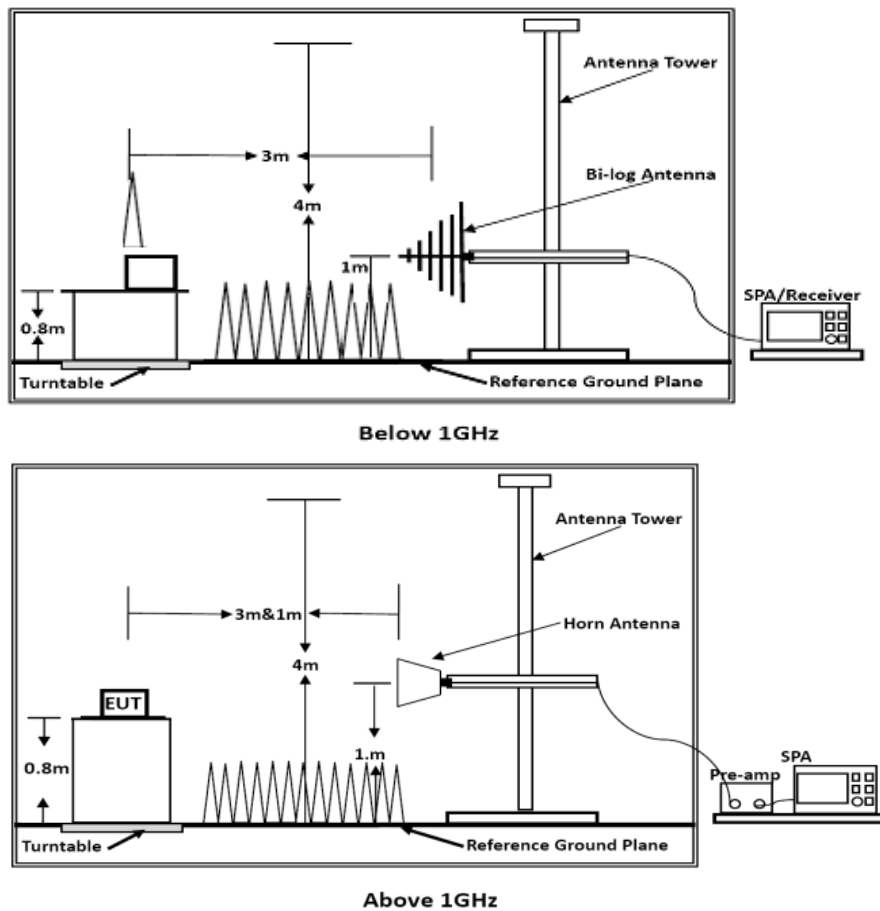 Antenna Tower
3m
Bi-log Antenna
4m
1m
SPA/Receiver
0.8m
Turntable
Reference Ground Plane
Below 1GHz
Antenna Tower
3m&1m
Horn Antenna
4m
EUT
1.m
0.8m
SPA
Pre-amp
Turntable
Reference Ground Plane
Above 1GHz